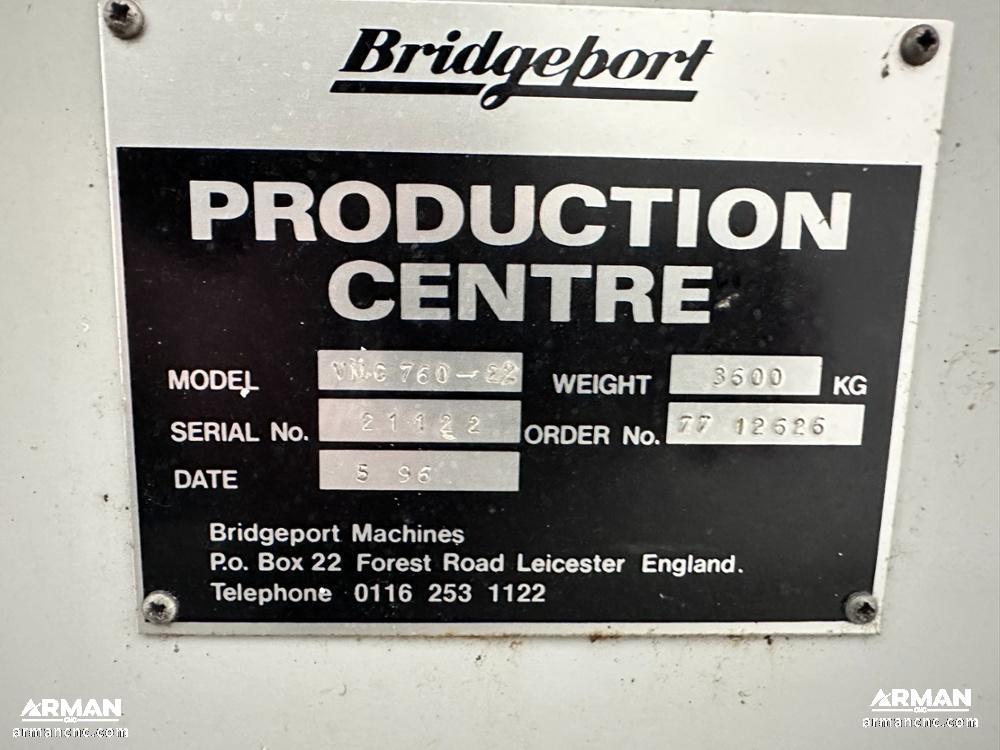 Bridgeport
PRODUCTION
CENTRE
MODEL VMC 760-22 WEIGHT 3600 KG
SERIAL No. 21122 ORDER No. 77 12626
DATE 5 96
Bridgeport Machines
P.o. Box 22 Forest Road Leicester England.
Telephone 0116 253 1122
ARMAN
CNC
armancnc.com
ARMAN
CNC
armancnc.com